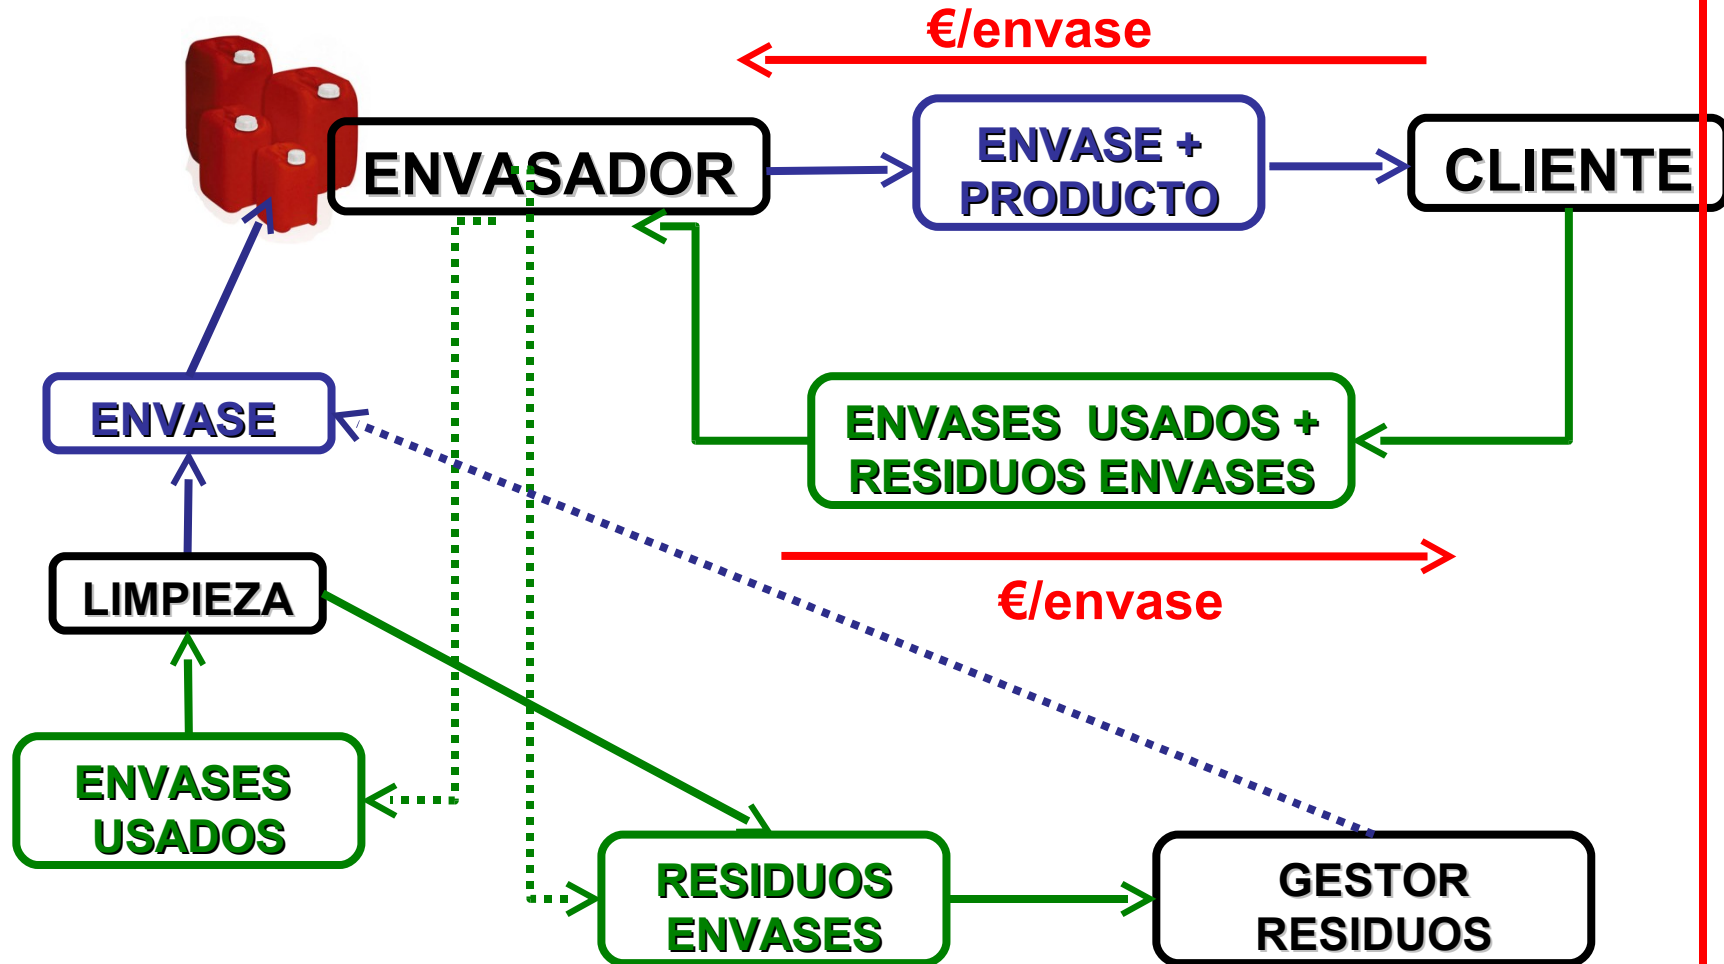 €/envase
ENVASADOR
ENVASE +
PRODUCTO
CLIENTE
ENVASE
ENVASES  USADOS +
RESIDUOS ENVASES
€/envase
LIMPIEZA
ENVASES
USADOS
RESIDUOS
ENVASES
GESTOR
RESIDUOS